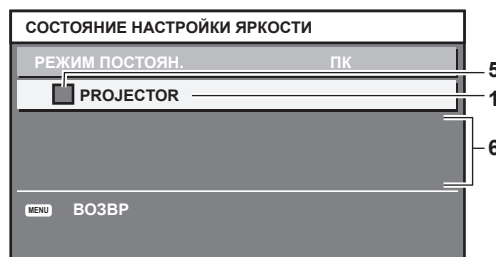 СОСТОЯНИЕ НАСТРОЙКИ ЯРКОСТИ
РЕЖИМ ПОСТОЯН. ПК
5
PROJECTOR
1
6
MENU ВОЗВР